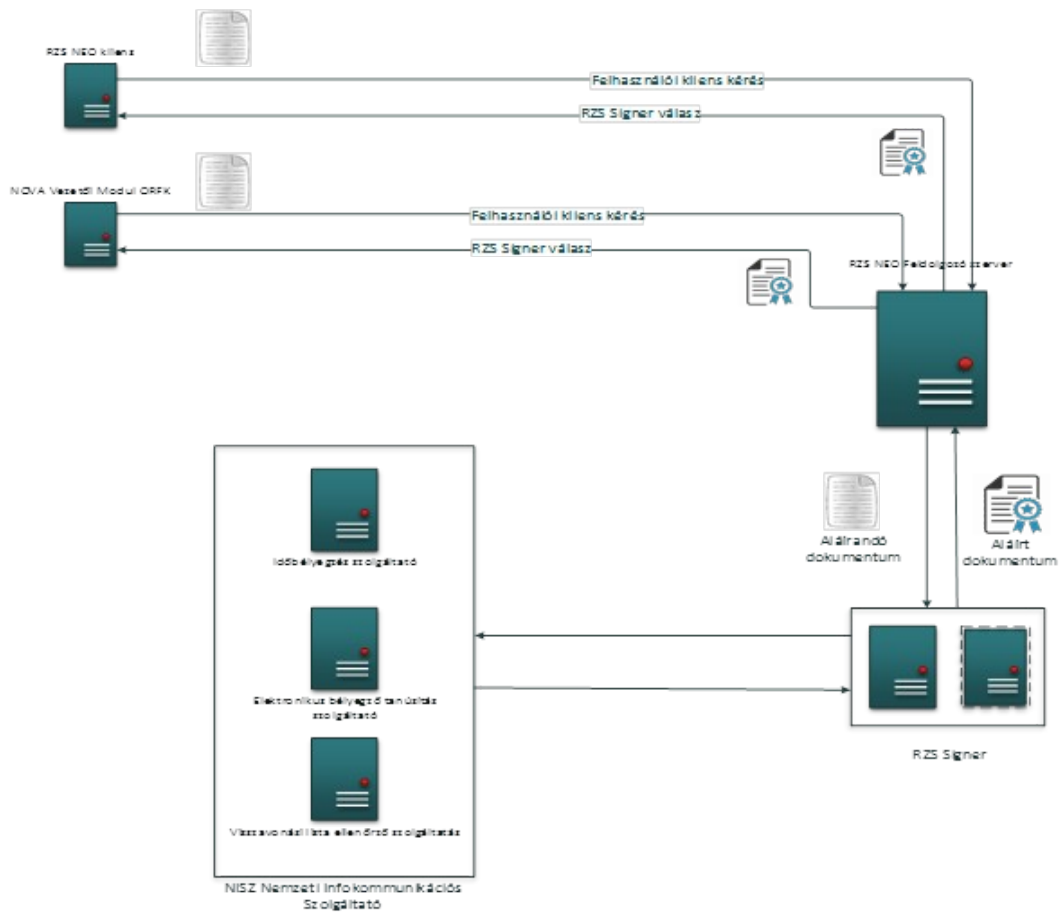 RZS NEO kliens
Felhasználói kliens kérés
RZS Signer válasz
NOVA Vezetői Modul ORFK
Felhasználói kliens kérés
RZS Signer válasz
RZS NEO Feldolgozó szerver
Időbélyegzés szolgáltató
Elektronikus bélyegző tanúsítás
szolgáltató
Visszavonási lista ellenőrző szolgáltatás
NISZ Nemzeti Infokommunikációs
Szolgáltató
Aláírandó
dokumentum
Aláírt
dokumentum
RZS Signer